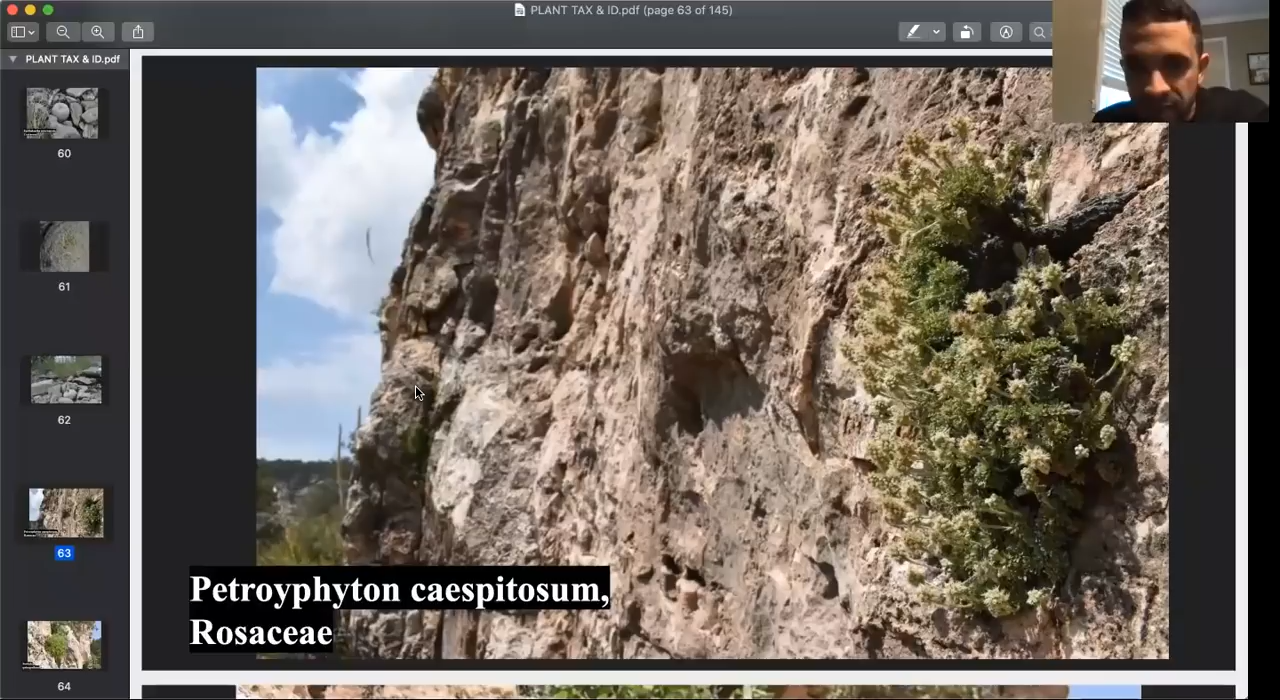 PLANT TAX & ID.pdf (page 63 of 145)
PLANT TAX & ID.pdf
60
61
62
63
64
Petroyphyton caespitosum,
Rosaceae